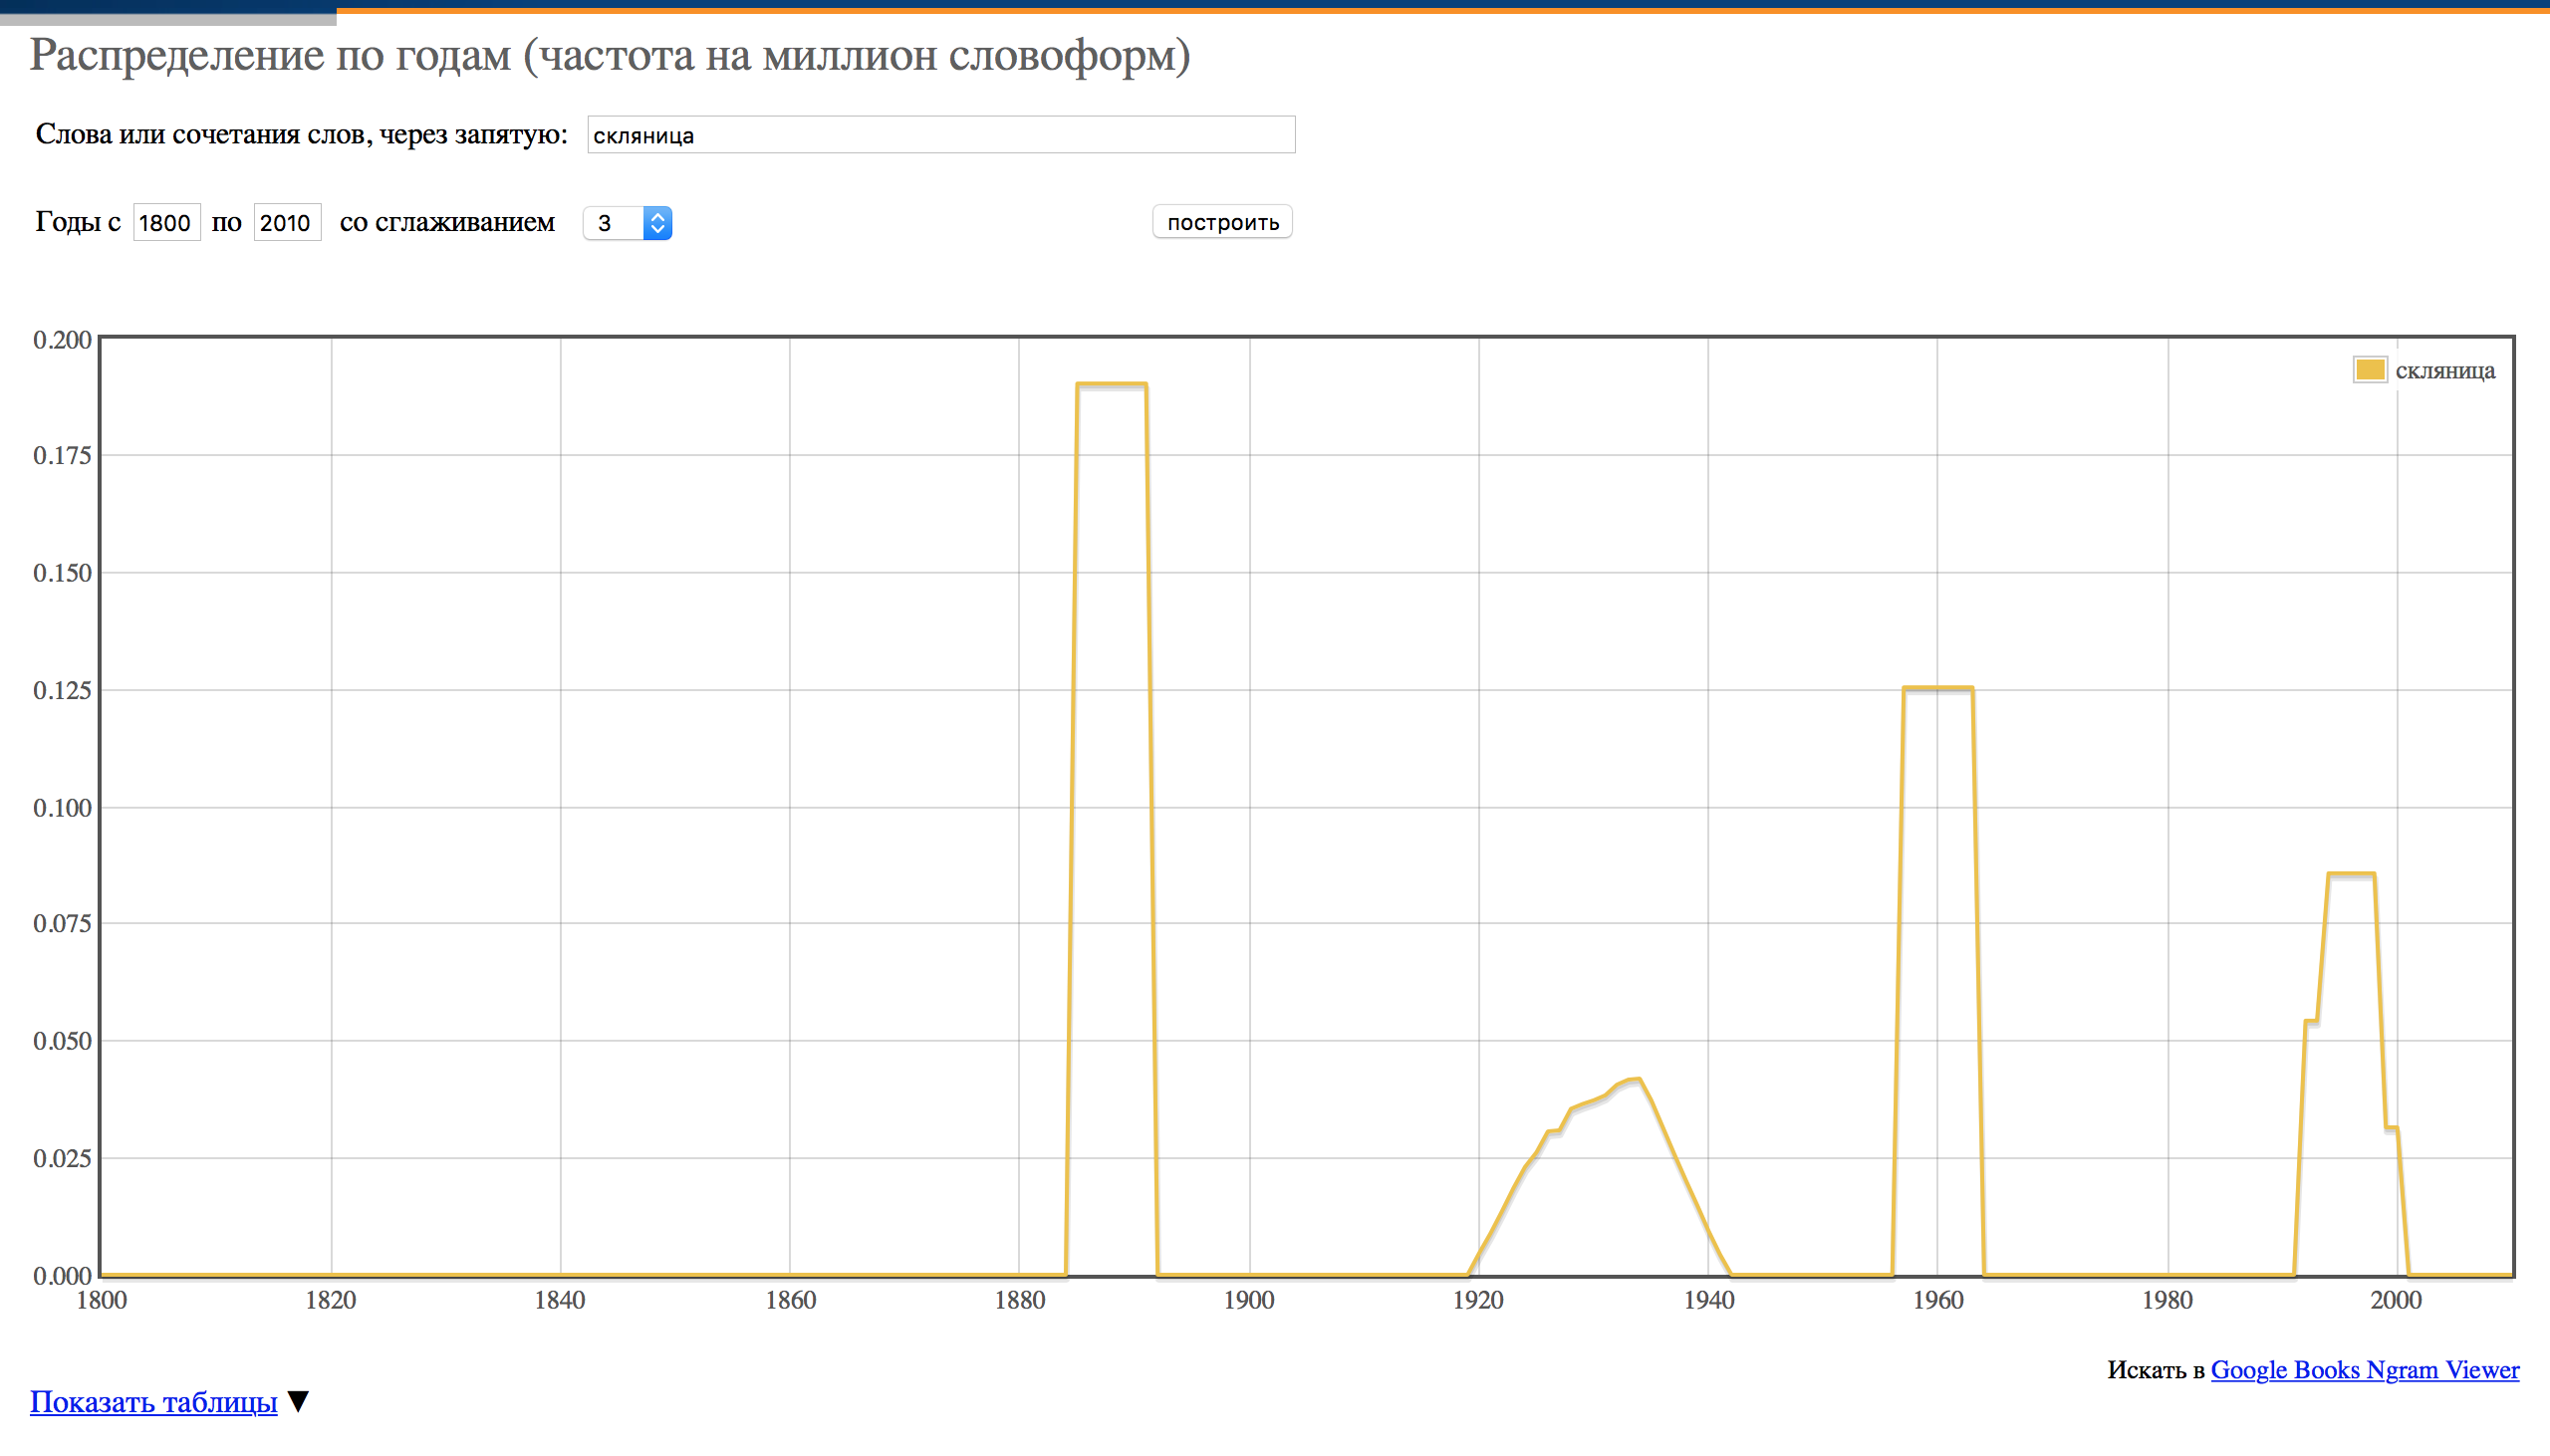 Распределение по годам (частота на миллион словоформ)
Слова или сочетания слов, через запятую: скляница
Годы с 1800 по 2010 со сглаживанием 3 построить
0.200
скляница
0.175
0.150
0.125
0.100
0.075
0.050
0.025
0.000
1800 1820 1840 1860 1880 1900 1920 1940 1960 1980 2000
Искать в Google Books Ngram Viewer
Показать таблицы ▼